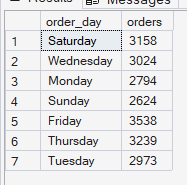 Messages
order_day orders
1 Saturday 3158
2 Wednesday 3024
3 Monday 2794
4 Sunday 2624
5 Friday 3538
6 Thursday 3239
7 Tuesday 2973